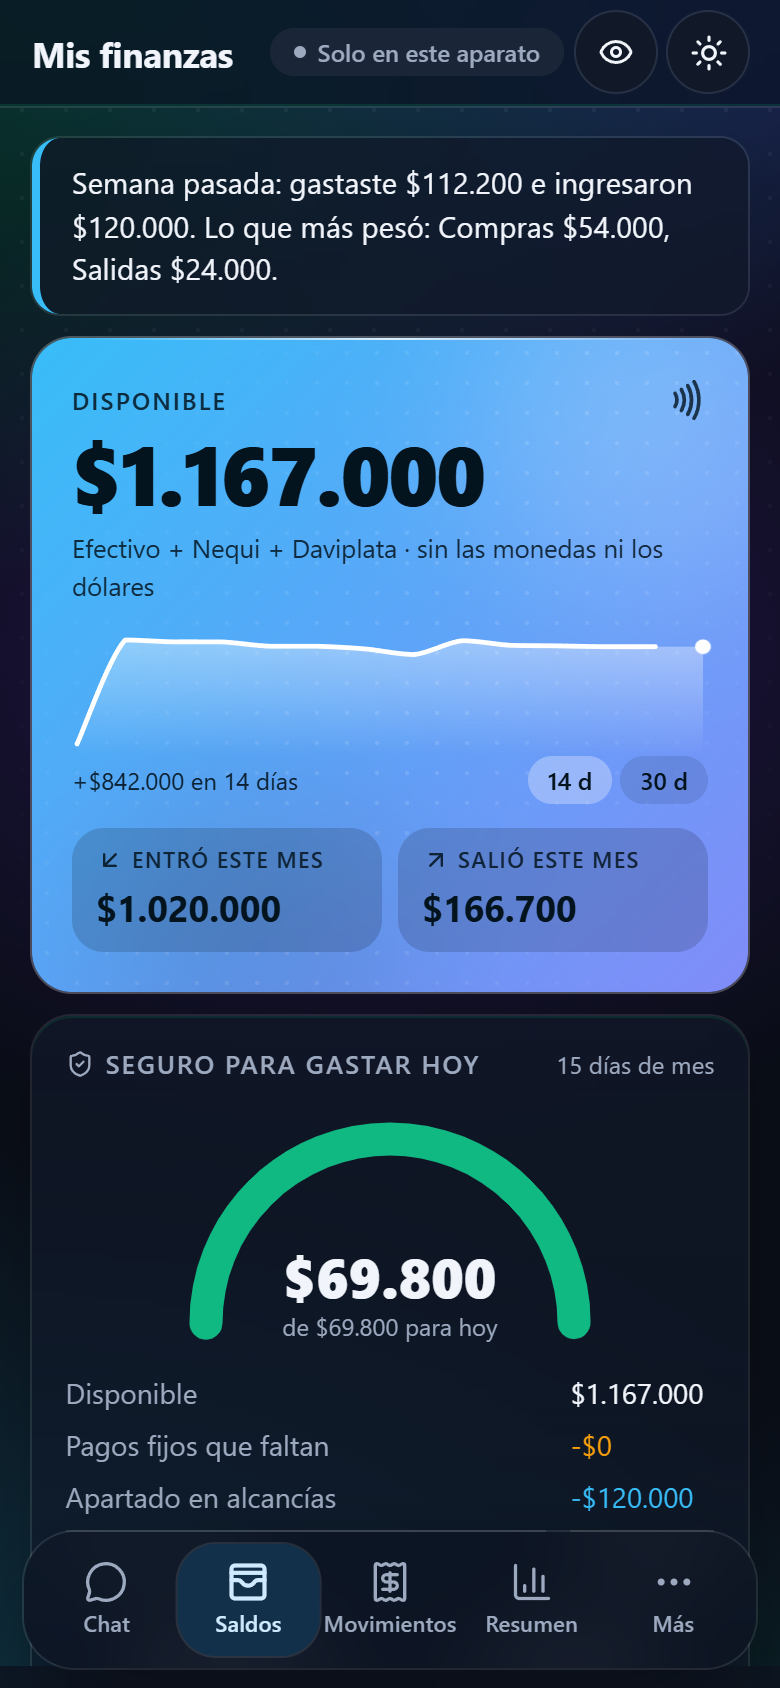 Mis finanzas
Solo en este aparato
Semana pasada: gastaste $112.200 e ingresaron
$120.000. Lo que más pesó: Compras $54.000,
Salidas $24.000.
DISPONIBLE
$1.167.000
Efectivo + Nequi + Daviplata · sin las monedas ni los
dólares
+$842.000 en 14 días
14 d
30 d
ENTRÓ ESTE MES
$1.020.000
SALIÓ ESTE MES
$166.700
SEGURO PARA GASTAR HOY
15 días de mes
$69.800
de $69.800 para hoy
Disponible
$1.167.000
Pagos fijos que faltan
-$0
Apartado en alcancías
-$120.000
Chat
Saldos
Movimientos
Resumen
Más